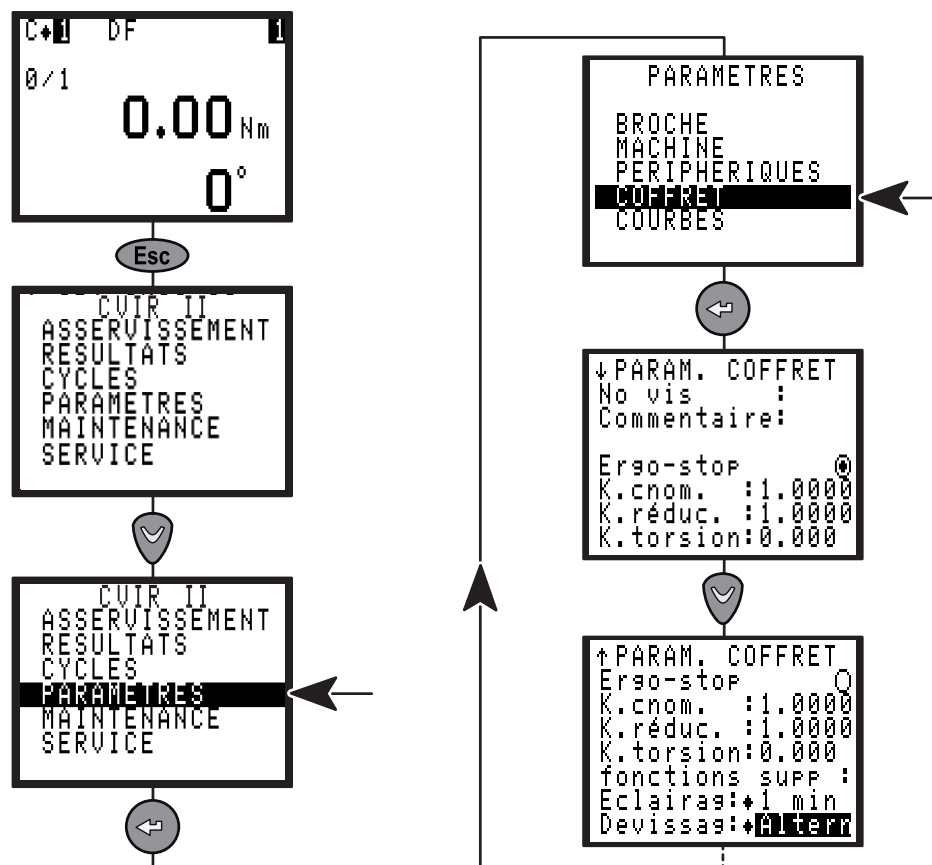 C♦1 DF 1
0/1
0.00 Nm
0°
Esc
CVIR II
ASSERVISSEMENT
RESULTATS
CYCLES
PARAMETRES
MAINTENANCE
SERVICE
CVIR II
ASSERVISSEMENT
RESULTATS
CYCLES
PARAMETRES
MAINTENANCE
SERVICE
PARAMETRES
BROCHE
MACHINE
PERIPHERIQUES
COFFRET
COURBES
↓PARAM. COFFRET
No vis :
Commentaire:
Ergo-stop
K.cnom. :1.0000
K.réduc. :1.0000
K.torsion:0.000
↑PARAM. COFFRET
Ergo-stop
K.cnom. :1.0000
K.réduc. :1.0000
K.torsion:0.000
fonctions supp :
Eclairag:♦1 min
Devissag:♦Altern